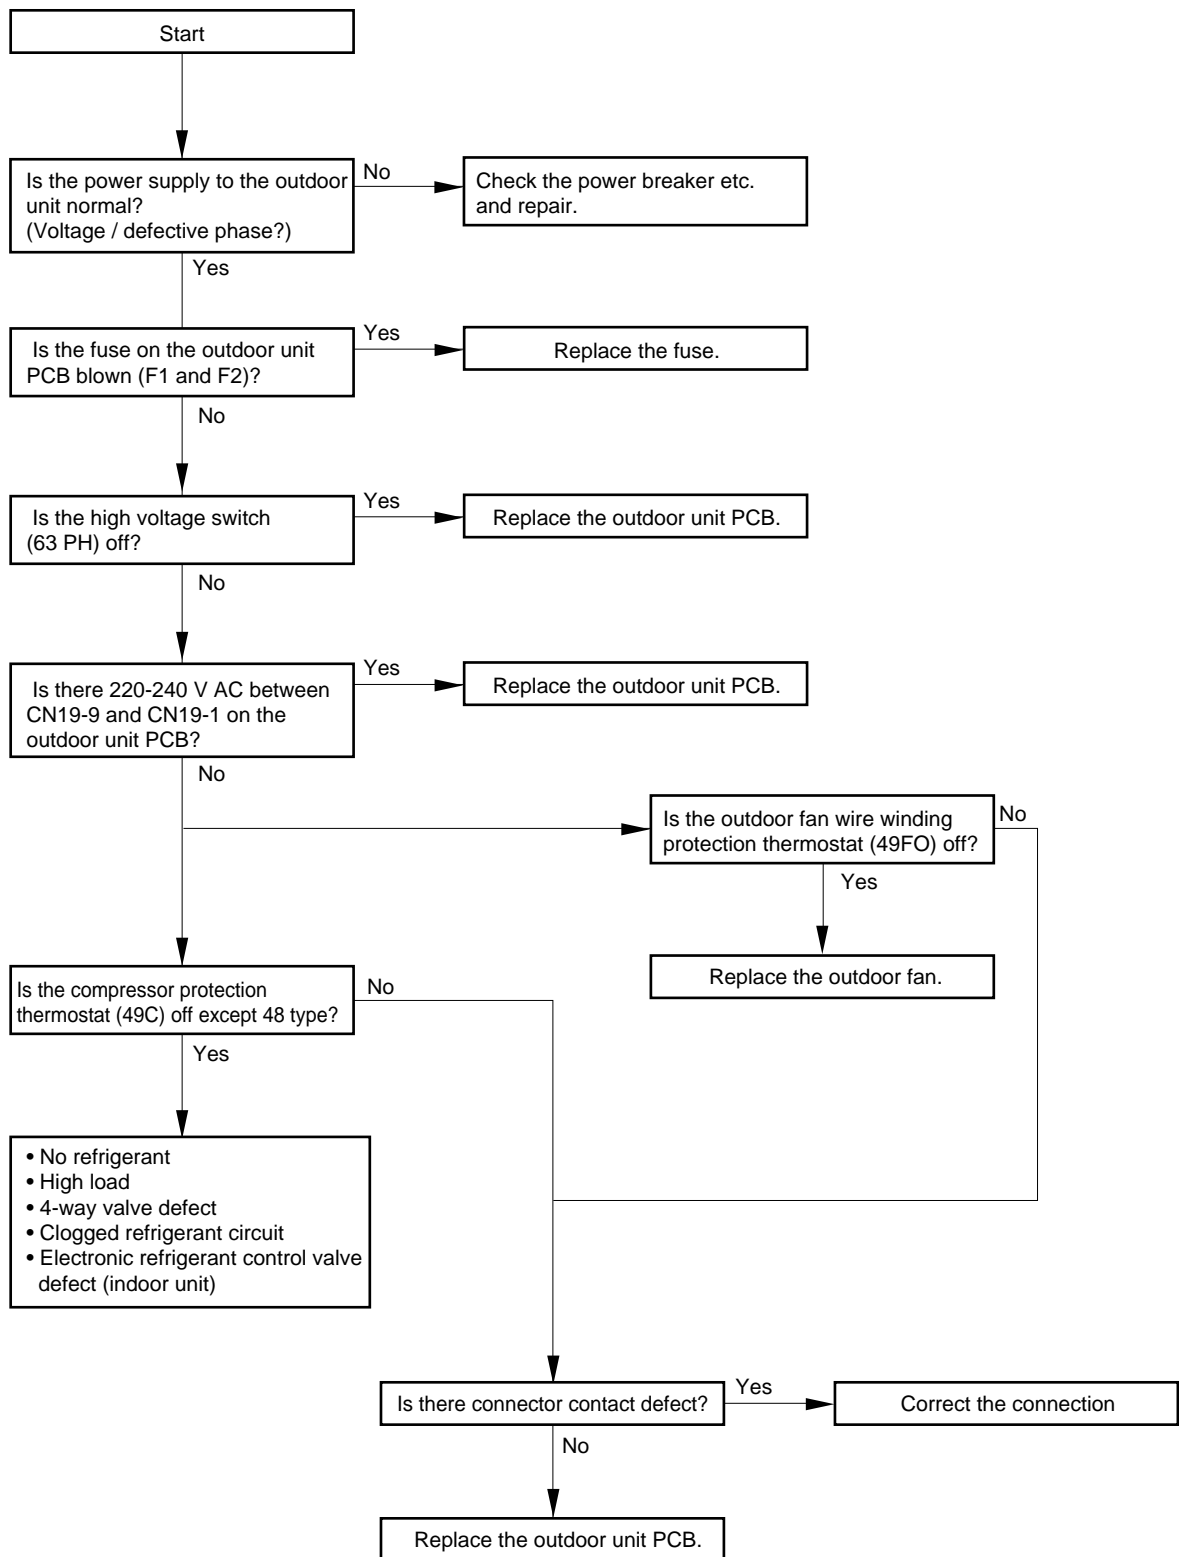 Start
Is the power supply to the outdoor
unit normal?
(Voltage / defective phase?)
No
Check the power breaker etc.
and repair.
Yes
Is the fuse on the outdoor unit
PCB blown (F1 and F2)?
Yes
Replace the fuse.
No
Is the high voltage switch
(63 PH) off?
Yes
Replace the outdoor unit PCB.
No
Is there 220-240 V AC between
CN19-9 and CN19-1 on the
outdoor unit PCB?
Yes
Replace the outdoor unit PCB.
No
Is the outdoor fan wire winding
protection thermostat (49FO) off?
No
Yes
Replace the outdoor fan.
Is the compressor protection
thermostat (49C) off except 48 type?
No
Yes
• No refrigerant
• High load
• 4-way valve defect
• Clogged refrigerant circuit
• Electronic refrigerant control valve
defect (indoor unit)
Is there connector contact defect?
Yes
Correct the connection
No
Replace the outdoor unit PCB.